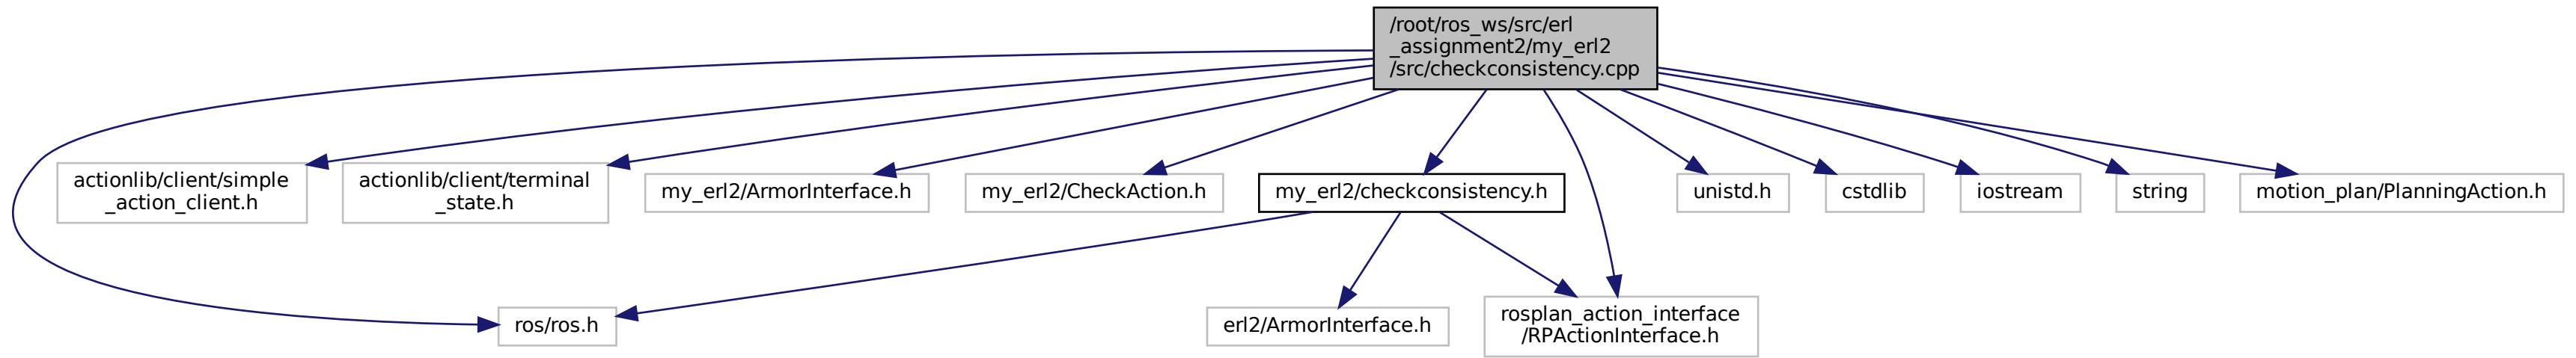 /root/ros_ws/src/erl
_assignment2/my_erl2
/src/checkconsistency.cpp
actionlib/client/simple
_action_client.h
actionlib/client/terminal
_state.h
my_erl2/ArmorInterface.h
my_erl2/CheckAction.h
my_erl2/checkconsistency.h
unistd.h
cstdlib
iostream
string
motion_plan/PlanningAction.h
ros/ros.h
erl2/ArmorInterface.h
rosplan_action_interface
/RPActionInterface.h